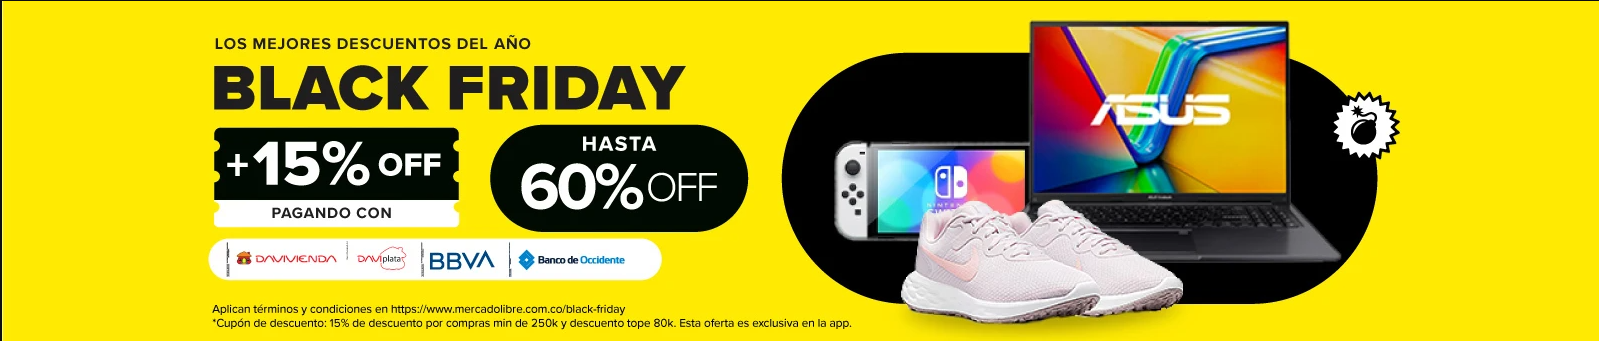 LOS MEJORES DESCUENTOS DEL AÑO
BLACK FRIDAY
+15% OFF
PAGANDO CON
HASTA
60% OFF
DAVIVIENDA DAVIplata BBVA Banco de Occidente
Aplican términos y condiciones en https://www.mercadolibre.com.co/black-friday
*Cupón de descuento: 15% de descuento por compras min de 250k y descuento tope 80k. Esta oferta es exclusiva en la app.
NINTENDO
ASUS